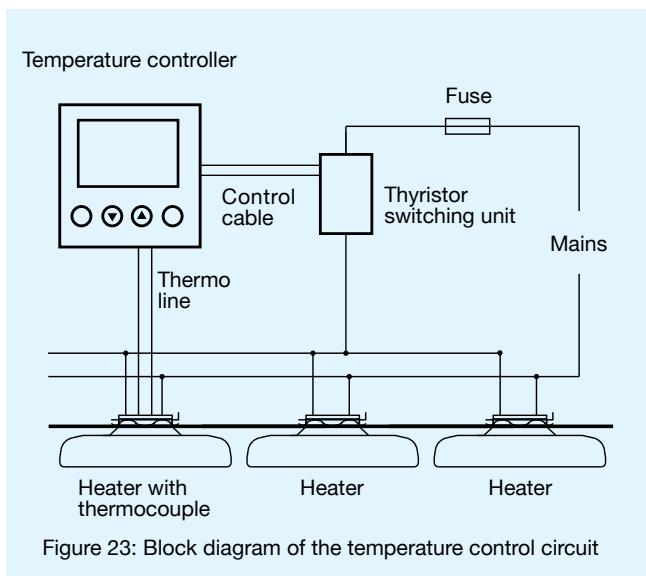 Temperature controller
Fuse
Control
cable
Thyristor
switching unit
Mains
Thermo
line
Heater with
thermocouple
Heater
Heater
Figure 23: Block diagram of the temperature control circuit